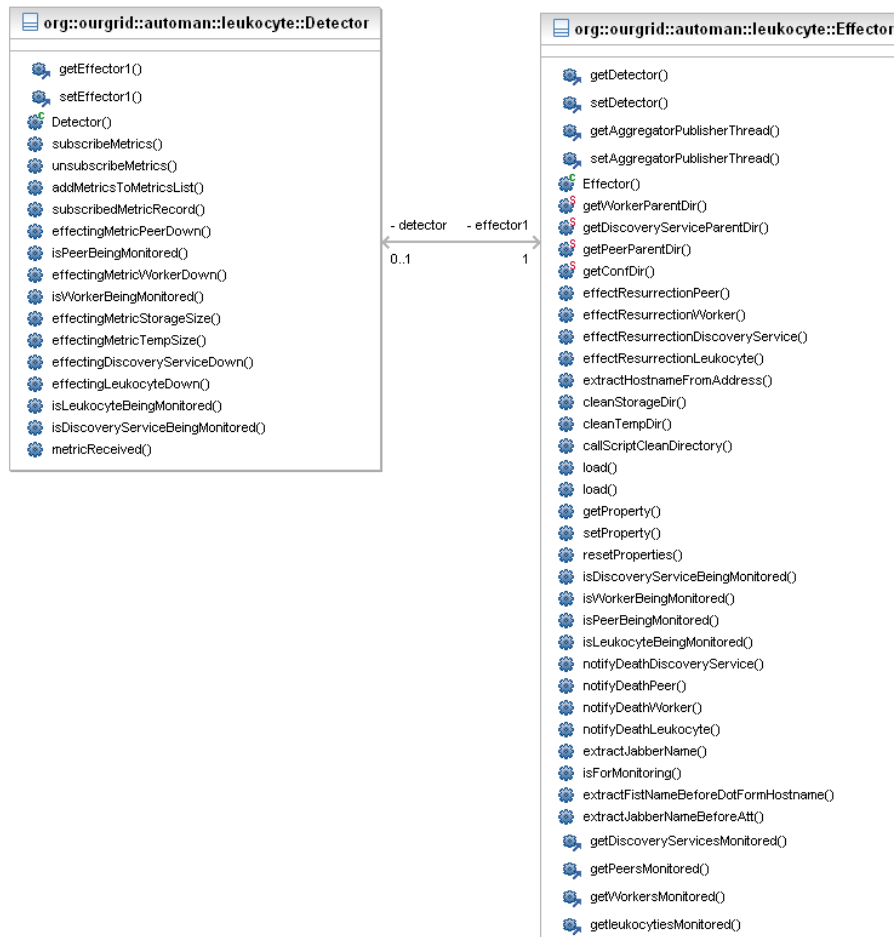 org::ourgrid::automan::leukocyte::Detector
getEffector1()
setEffector1()
Detector()
subscribeMetrics()
unsubscribeMetrics()
addMetricsToMetricsList()
subscribedMetricRecord()
effectingMetricPeerDown()
isPeerBeingMonitored()
effectingMetricWorkerDown()
isWorkerBeingMonitored()
effectingMetricStorageSize()
effectingMetricTempSize()
effectingDiscoveryServiceDown()
effectingLeukocyteDown()
isLeukocyteBeingMonitored()
isDiscoveryServiceBeingMonitored()
metricReceived()
- detector - effector1
0..1 1
org::ourgrid::automan::leukocyte::Effector
getDetector()
setDetector()
getAggregatorPublisherThread()
setAggregatorPublisherThread()
Effector()
getWorkerParentDir()
getDiscoveryServiceParentDir()
getPeerParentDir()
getConfDir()
effectResurrectionPeer()
effectResurrectionWorker()
effectResurrectionDiscoveryService()
effectResurrectionLeukocyte()
extractHostnameFromAddress()
cleanStorageDir()
cleanTempDir()
callScriptCleanDirectory()
load()
load()
getProperty()
setProperty()
resetProperties()
isDiscoveryServiceBeingMonitored()
isWorkerBeingMonitored()
isPeerBeingMonitored()
isLeukocyteBeingMonitored()
notifyDeathDiscoveryService()
notifyDeathPeer()
notifyDeathWorker()
notifyDeathLeukocyte()
extractJabberName()
isForMonitoring()
extractFistNameBeforeDotFormHostname()
extractJabberNameBeforeAtt()
getDiscoveryServicesMonitored()
getPeersMonitored()
getWorkersMonitored()
getleukocytiesMonitored()